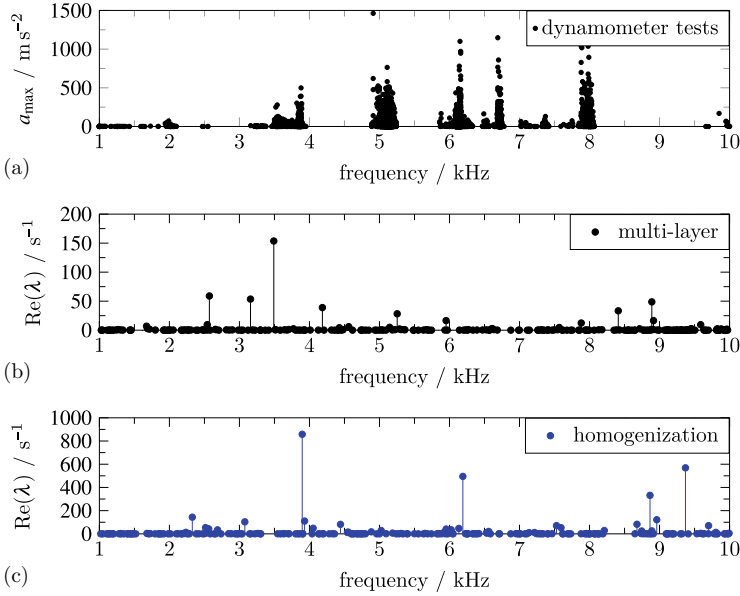 1500
1000
500
0
a_max / m s⁻²
dynamometer tests
1 2 3 4 5 6 7 8 9 10
(a)
frequency / kHz
200
150
100
50
0
Re(λ) / s⁻¹
multi-layer
1 2 3 4 5 6 7 8 9 10
(b)
frequency / kHz
1000
800
600
400
200
0
Re(λ) / s⁻¹
homogenization
1 2 3 4 5 6 7 8 9 10
(c)
frequency / kHz